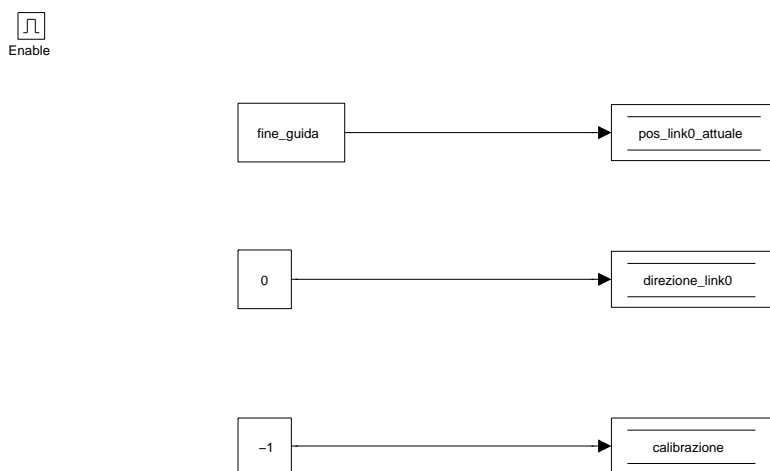 Enable
fine_guida
pos_link0_attuale
0
direzione_link0
−1
calibrazione